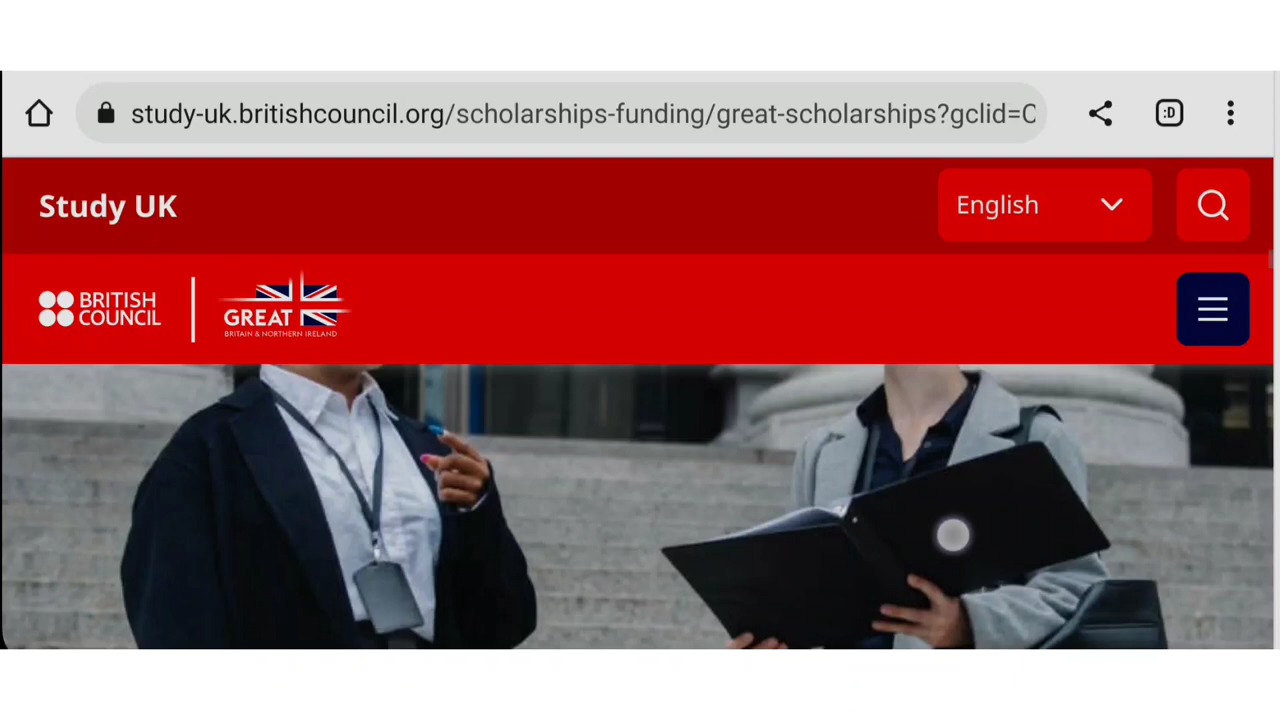 study-uk.britishcouncil.org/scholarships-funding/great-scholarships?gclid=C
:D
Study UK
English
BRITISH
COUNCIL
GREAT
BRITAIN & NORTHERN IRELAND